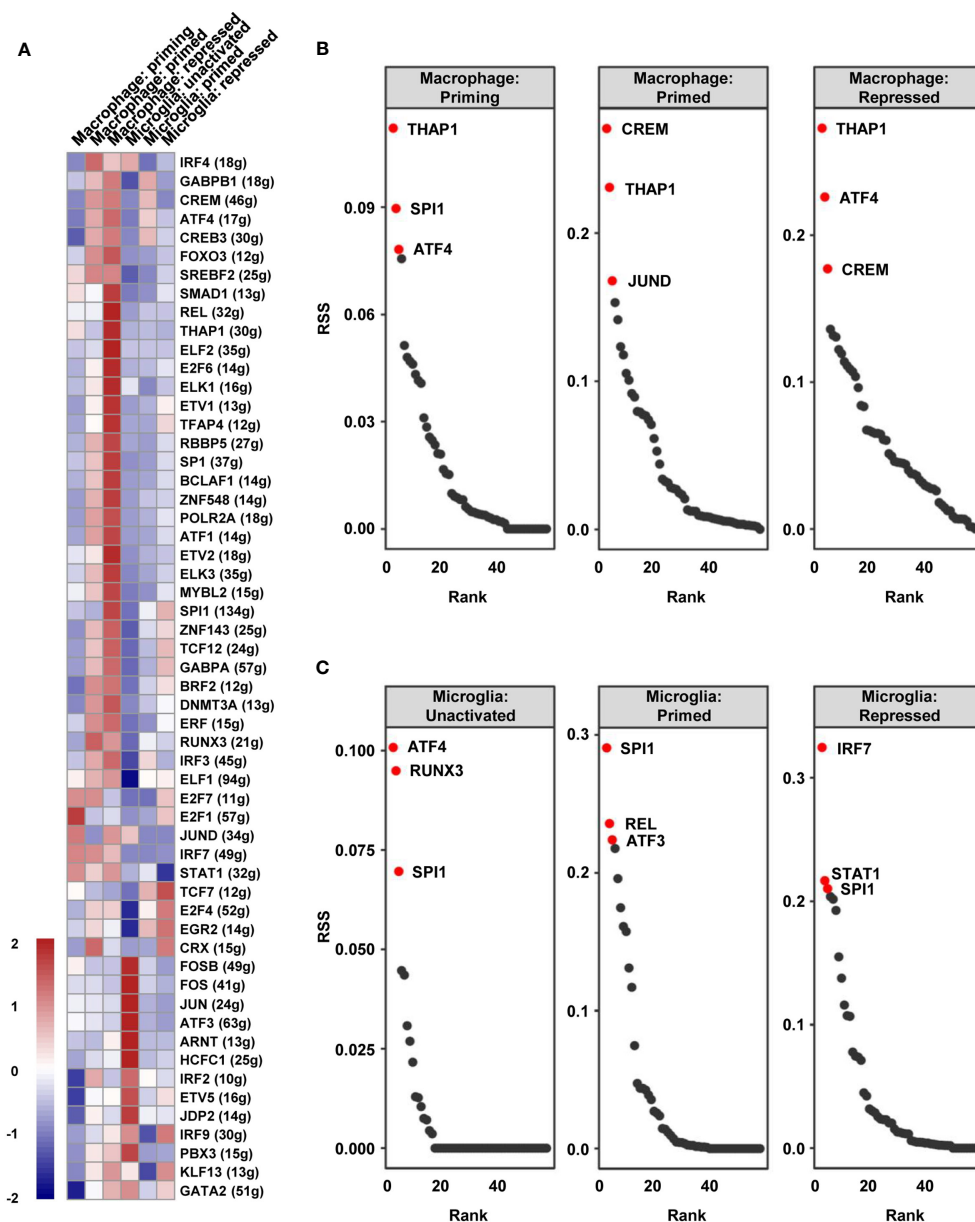 A
Macrophage: priming
Macrophage: primed
Macrophage: repressed
Microglia: unactivated
Microglia: primed
Microglia: repressed
IRF4 (18g)
GABPB1 (18g)
CREM (46g)
ATF4 (17g)
CREB3 (30g)
FOXO3 (12g)
SREBF2 (25g)
SMAD1 (13g)
REL (32g)
THAP1 (30g)
ELF2 (35g)
E2F6 (14g)
ELK1 (16g)
ETV1 (13g)
TFAP4 (12g)
RBBP5 (27g)
SP1 (37g)
BCLAF1 (14g)
ZNF548 (14g)
POLR2A (18g)
ATF1 (14g)
ETV2 (18g)
ELK3 (35g)
MYBL2 (15g)
SPI1 (134g)
ZNF143 (25g)
TCF12 (24g)
GABPA (57g)
BRF2 (12g)
DNMT3A (13g)
ERF (15g)
RUNX3 (21g)
IRF3 (45g)
ELF1 (94g)
E2F7 (11g)
E2F1 (57g)
JUND (34g)
IRF7 (49g)
STAT1 (32g)
TCF7 (12g)
E2F4 (52g)
EGR2 (14g)
CRX (15g)
FOSB (49g)
FOS (41g)
JUN (24g)
ATF3 (63g)
ARNT (13g)
HCFC1 (25g)
IRF2 (10g)
ETV5 (16g)
JDP2 (14g)
IRF9 (30g)
PBX3 (15g)
KLF13 (13g)
GATA2 (51g)
2
1
0
-1
-2
B
Macrophage:
Priming
THAP1
SPI1
ATF4
0.09
0.06
0.03
0.00
RSS
20
40
Rank
Macrophage:
Primed
CREM
THAP1
JUND
0.2
0.1
0.0
20
40
Rank
Macrophage:
Repressed
THAP1
ATF4
CREM
0.2
0.1
0.0
20
40
Rank
C
Microglia:
Unactivated
ATF4
RUNX3
SPI1
0.100
0.075
0.050
0.025
0.000
RSS
20
40
Rank
Microglia:
Primed
SPI1
REL
ATF3
0.3
0.2
0.1
0.0
20
40
Rank
Microglia:
Repressed
IRF7
STAT1
SPI1
0.3
0.2
0.1
0.0
20
40
Rank